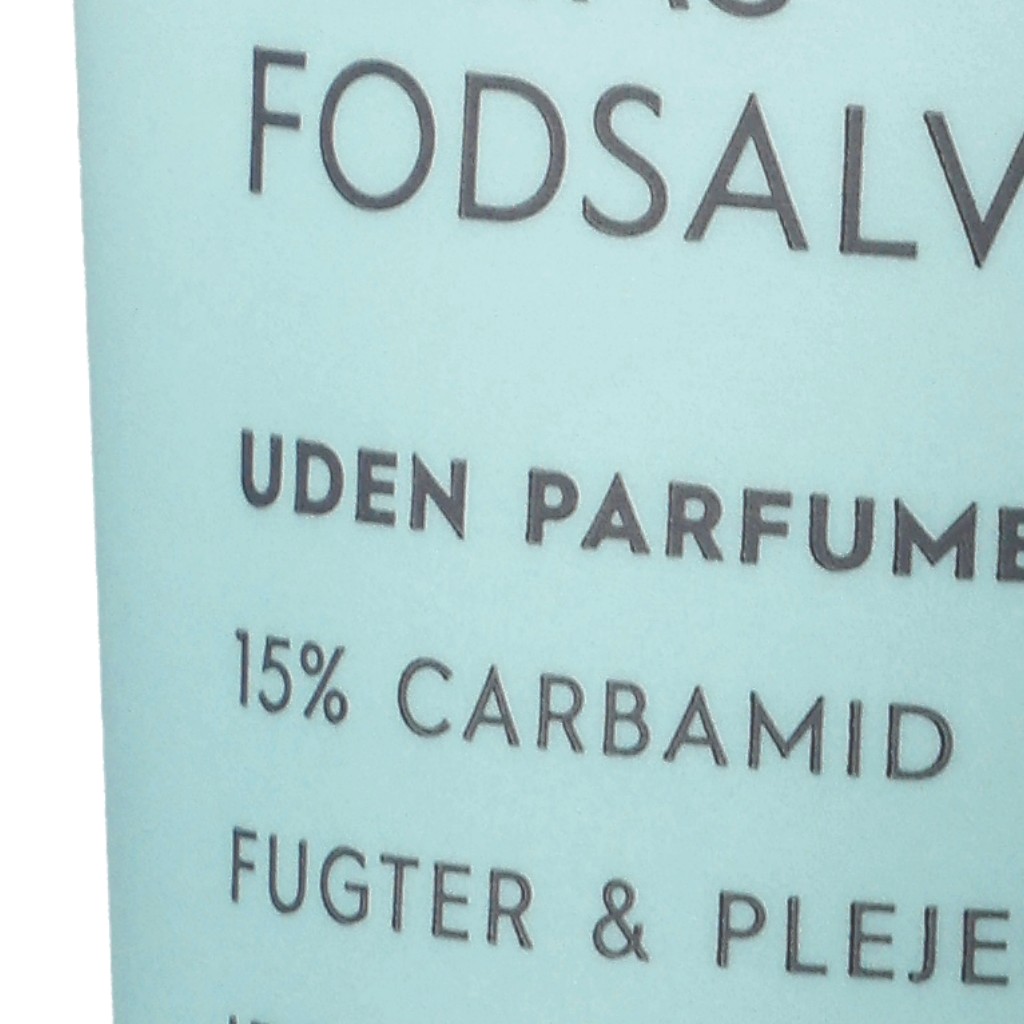 FODSALV
UDEN PARFUME
15% CARBAMID
FUGTER & PLEJE